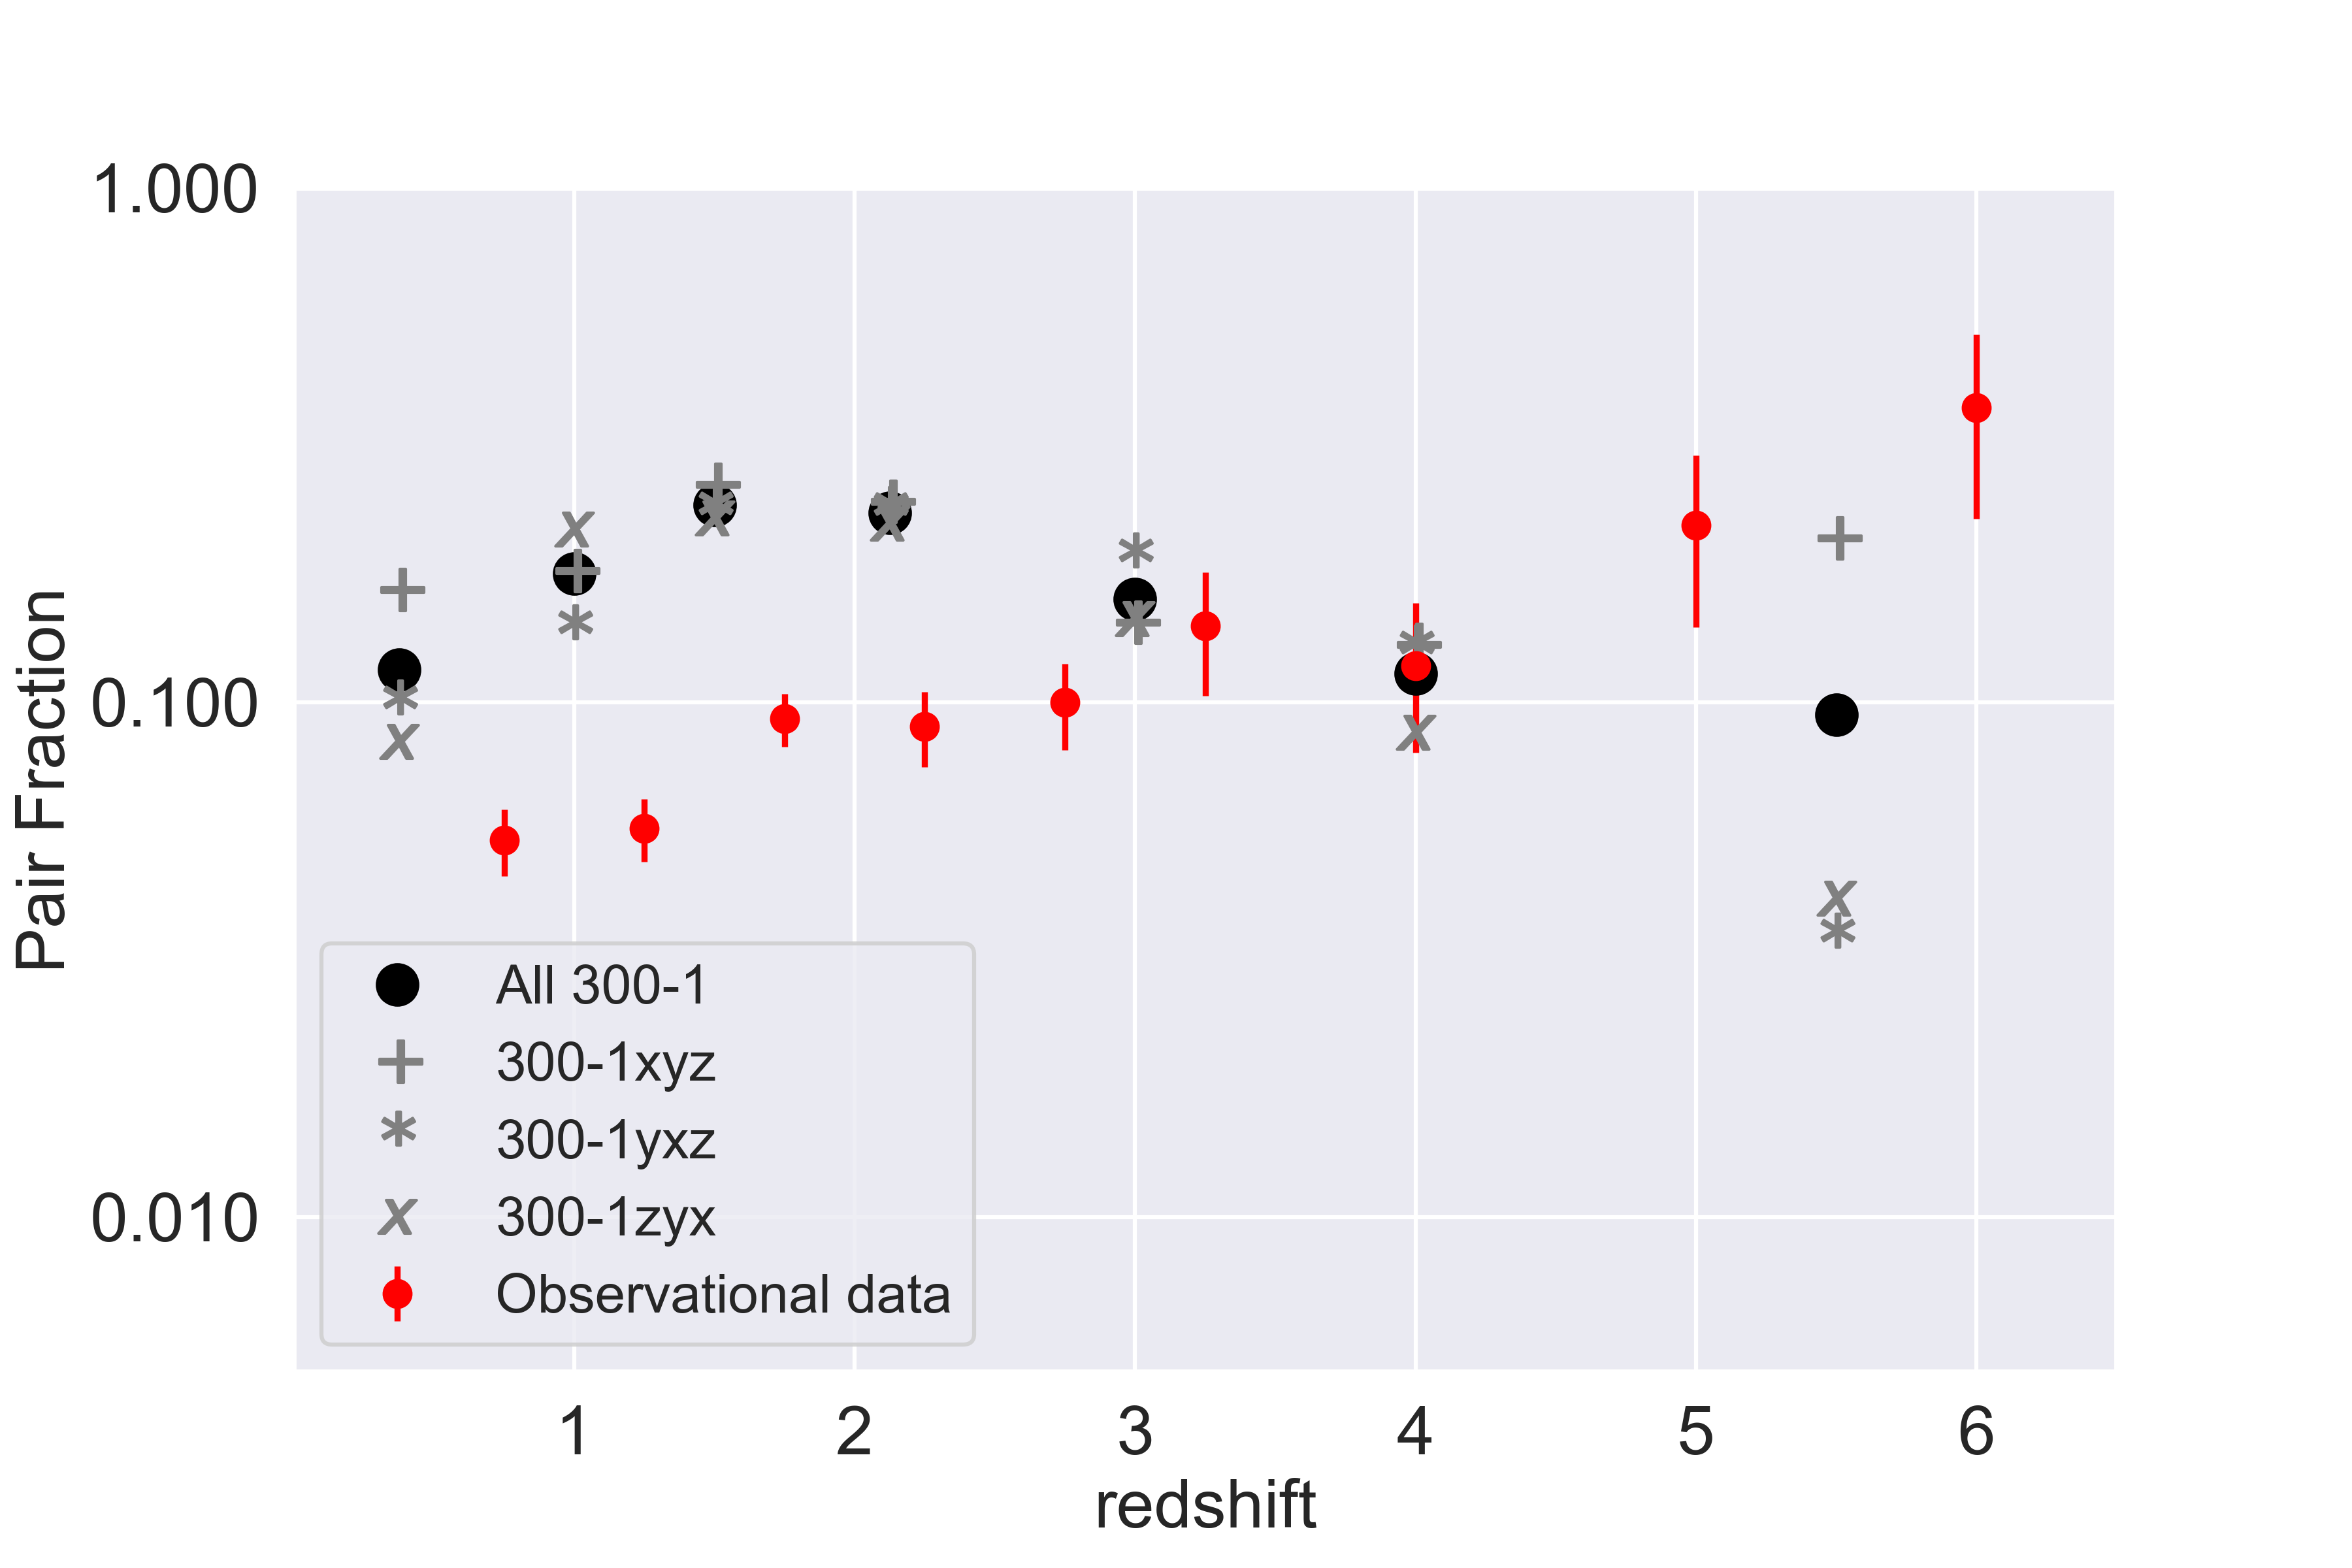 1.000
0.100
0.010
Pair Fraction
All 300-1
300-1xyz
300-1yxz
300-1zyx
Observational data
1 2 3 4 5 6
redshift